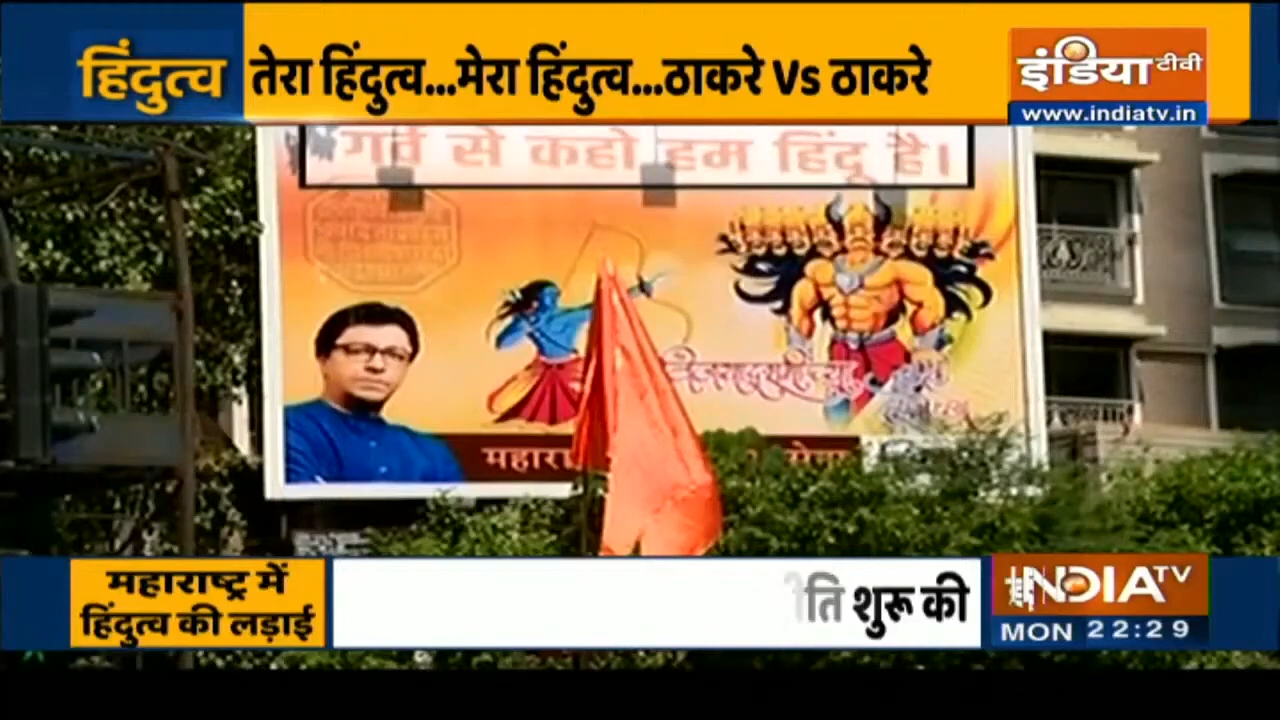 हिंदुत्व
तेरा हिंदुत्व...मेरा हिंदुत्व...ठाकरे Vs ठाकरे
इंडिया टीवी
www.indiatv.in
गर्व से कहो हम हिंदू है।
महाराष्ट्र में
हिंदुत्व की लड़ाई
शुरू की
INDIA TV
MON 22:29